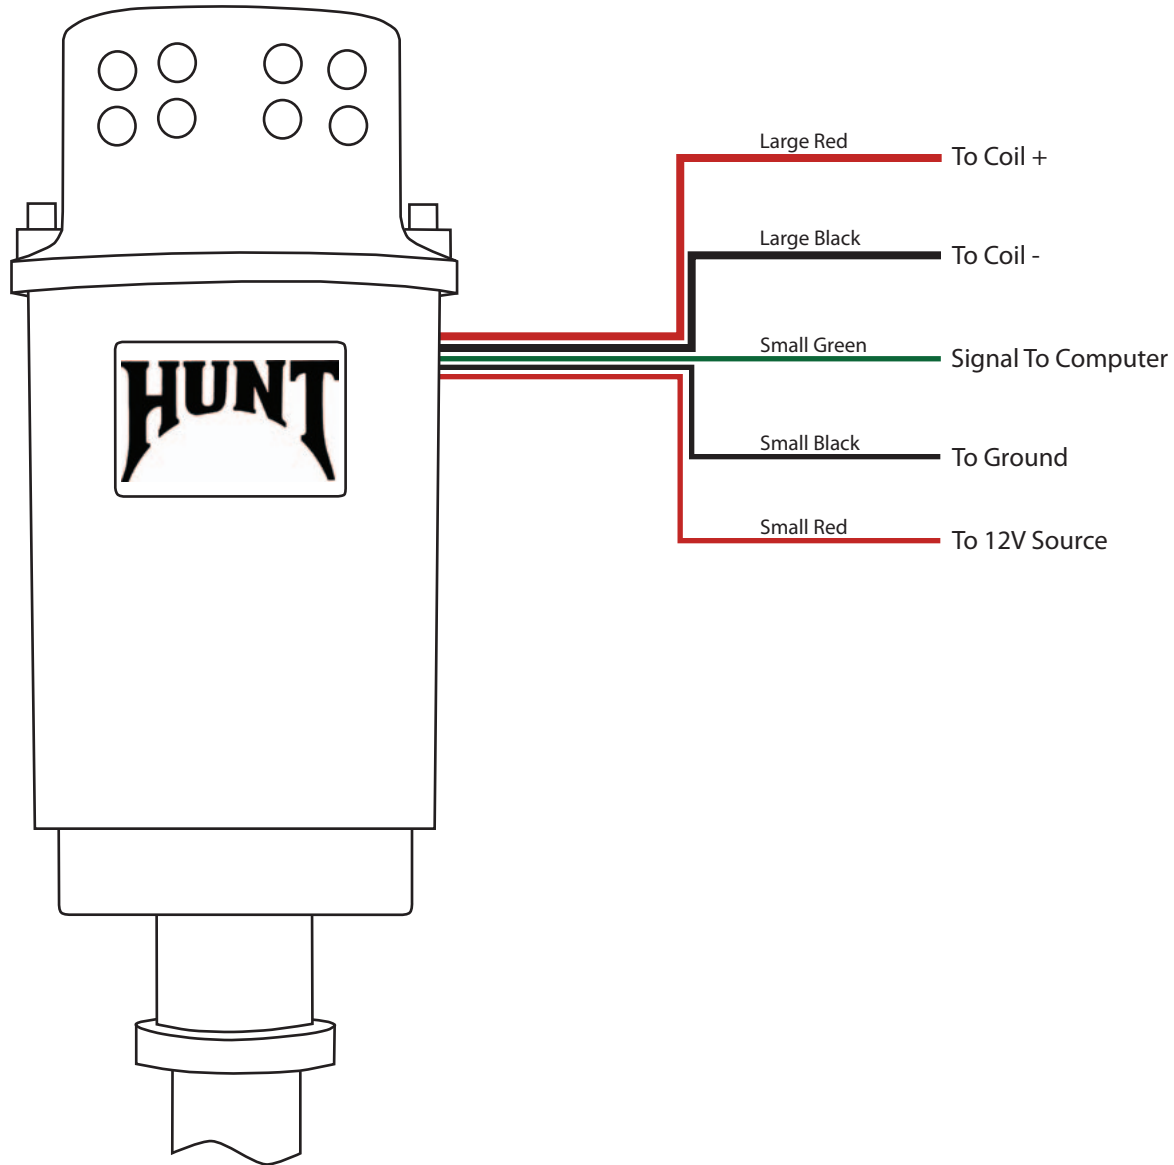 Large Red
To Coil +
Large Black
To Coil -
Small Green
Signal To Computer
HUNT
Small Black
To Ground
Small Red
To 12V Source